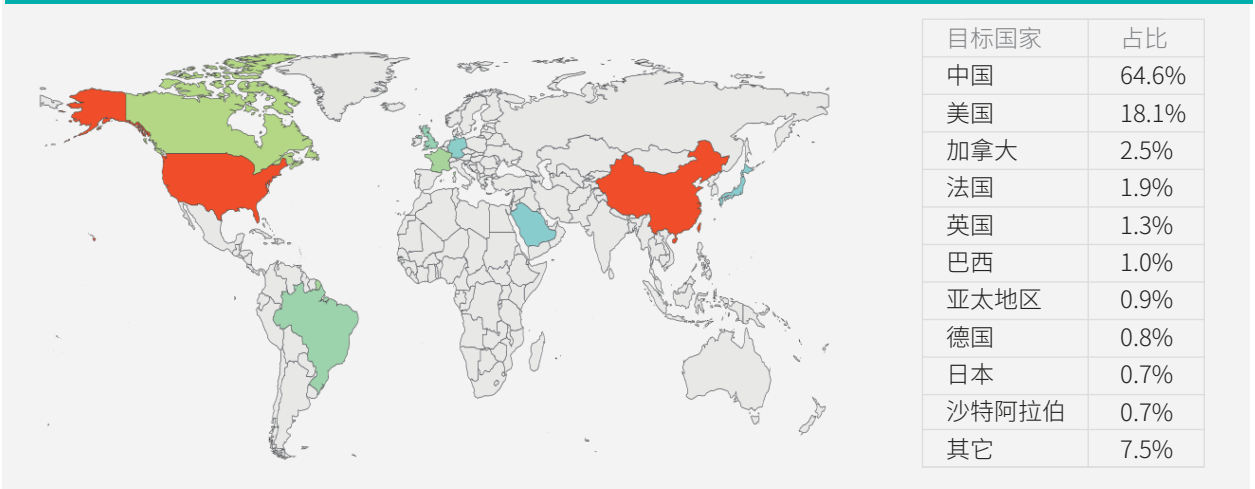 目标国家 占比
中国 64.6%
美国 18.1%
加拿大 2.5%
法国 1.9%
英国 1.3%
巴西 1.0%
亚太地区 0.9%
德国 0.8%
日本 0.7%
沙特阿拉伯 0.7%
其它 7.5%